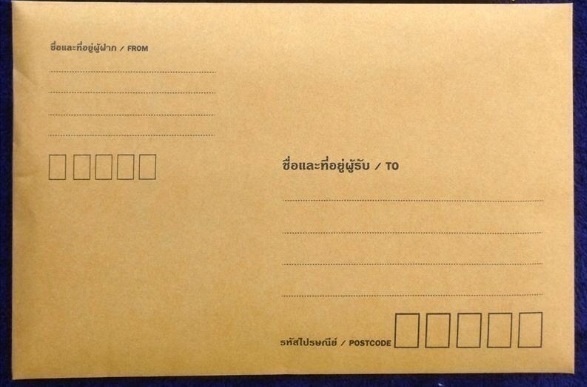 ชื่อและที่อยู่ผู้ฝาก / FROM
ชื่อและที่อยู่ผู้รับ / TO
รหัสไปรษณีย์ / POSTCODE